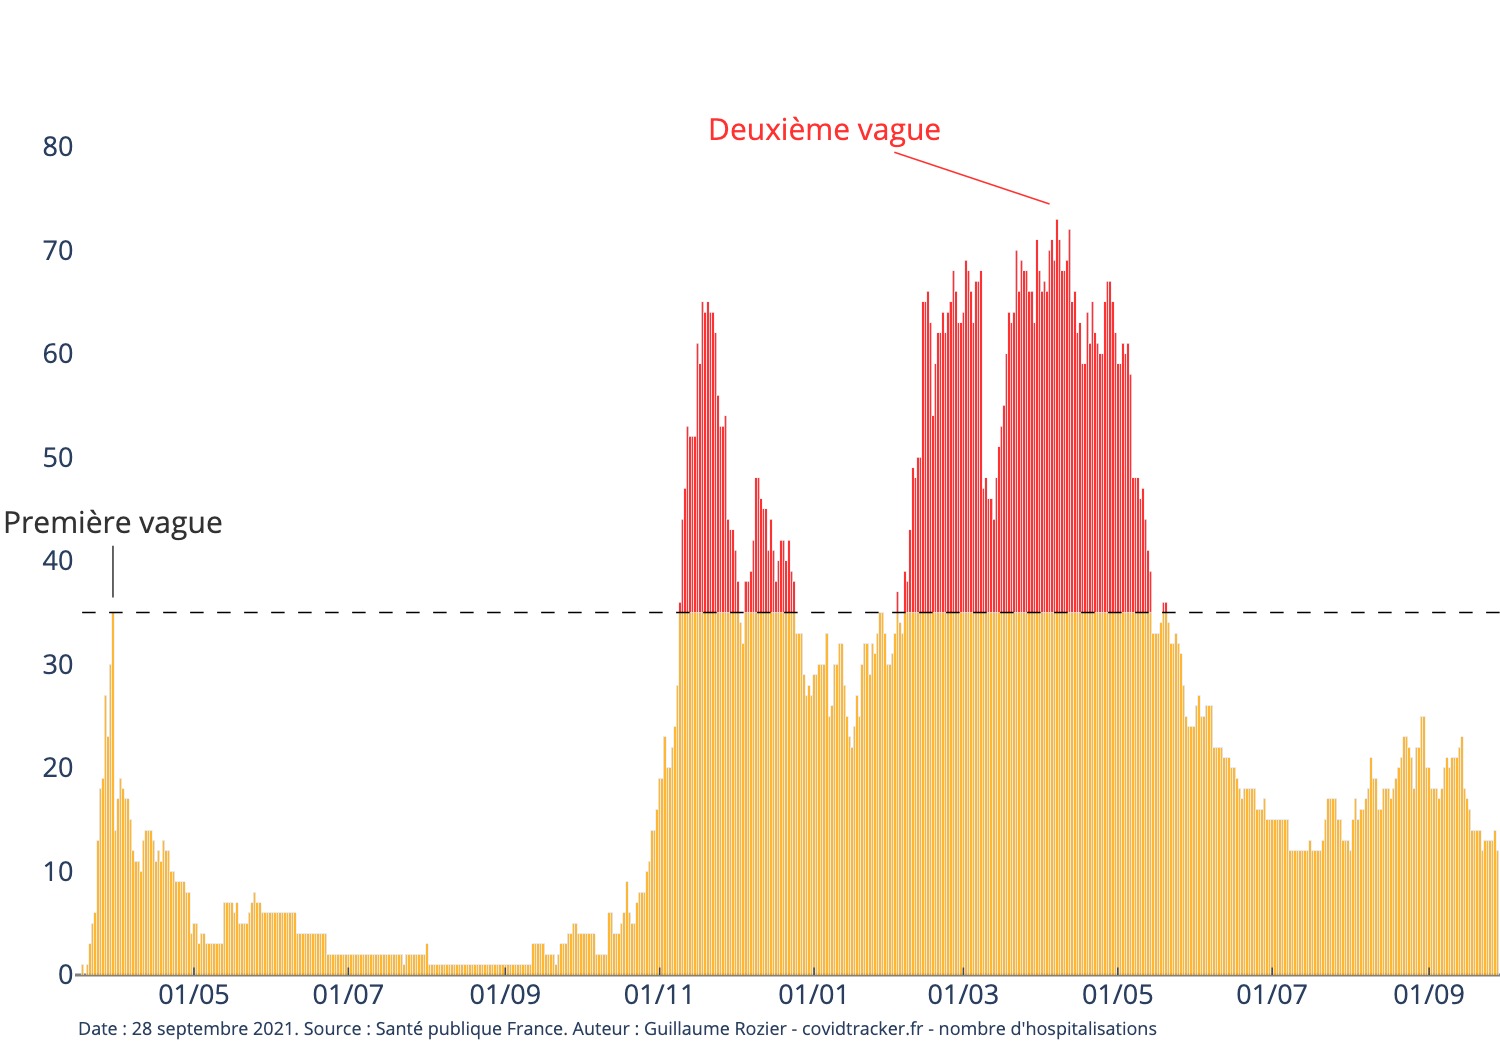 Deuxième vague
80
70
60
50
Première vague
40
30
20
10
0
01/05 01/07 01/09 01/11 01/01 01/03 01/05 01/07 01/09
Date : 28 septembre 2021. Source : Santé publique France. Auteur : Guillaume Rozier - covidtracker.fr - nombre d'hospitalisations